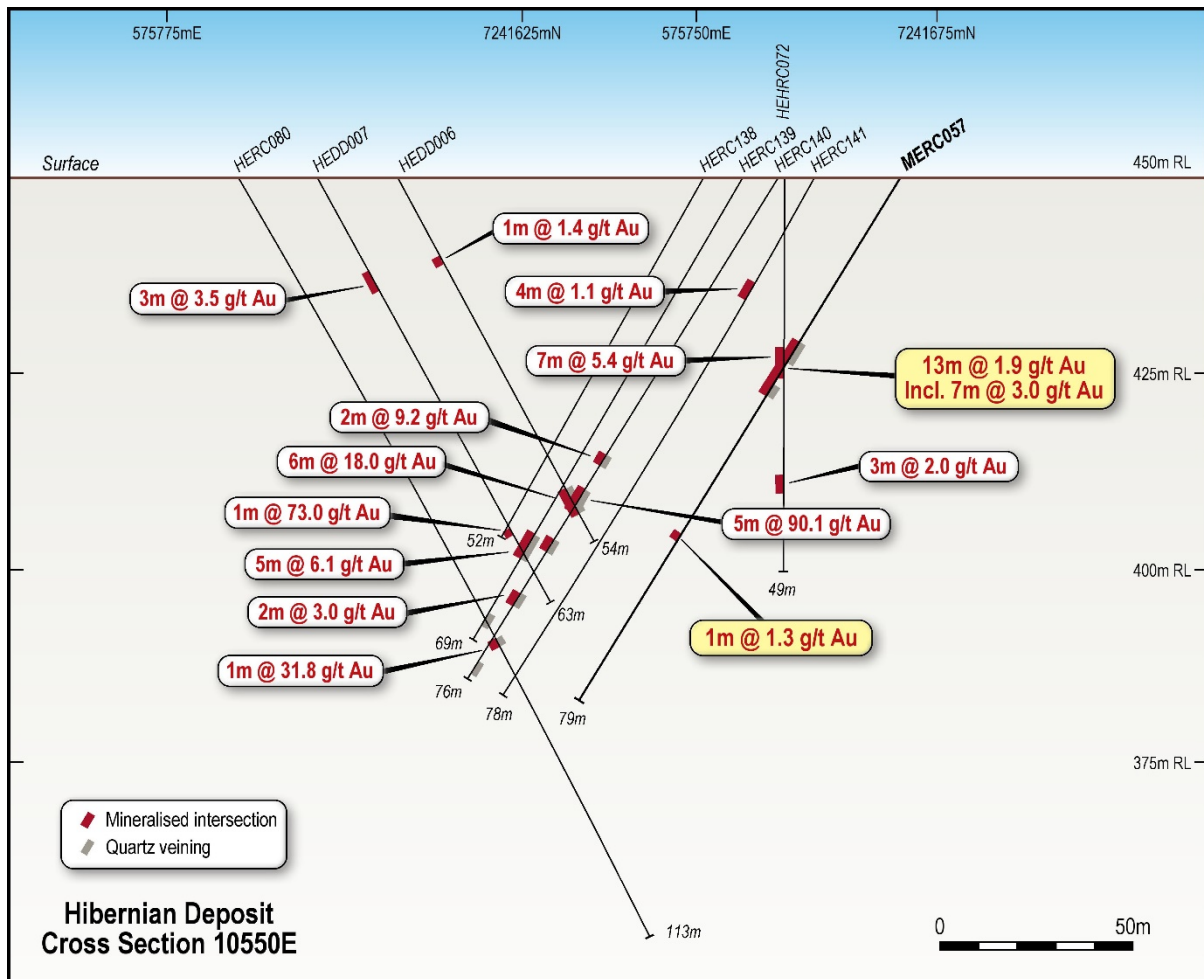 575775mE
7241625mN
575750mE
7241675mN
HERC080
HEDD007
HEDD006
HERC138
HERC139
HEHRC072
HERC140
HERC141
MERC057
Surface
450m RL
1m @ 1.4 g/t Au
3m @ 3.5 g/t Au
4m @ 1.1 g/t Au
7m @ 5.4 g/t Au
13m @ 1.9 g/t Au
Incl. 7m @ 3.0 g/t Au
425m RL
2m @ 9.2 g/t Au
6m @ 18.0 g/t Au
3m @ 2.0 g/t Au
1m @ 73.0 g/t Au
5m @ 90.1 g/t Au
52m
54m
5m @ 6.1 g/t Au
400m RL
49m
2m @ 3.0 g/t Au
63m
1m @ 1.3 g/t Au
69m
1m @ 31.8 g/t Au
76m
78m
79m
375m RL
Mineralised intersection
Quartz veining
Hibernian Deposit
Cross Section 10550E
113m
0
50m